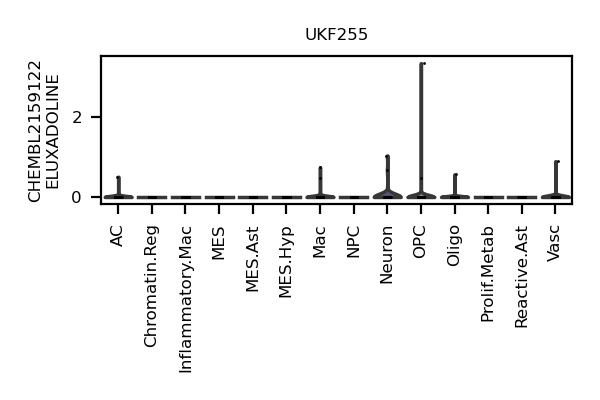 UKF255
CHEMBL2159122
ELUXADOLINE
2
0
AC
Chromatin.Reg
Inflammatory.Mac
MES
MES.Ast
MES.Hyp
Mac
NPC
Neuron
OPC
Oligo
Prolif.Metab
Reactive.Ast
Vasc